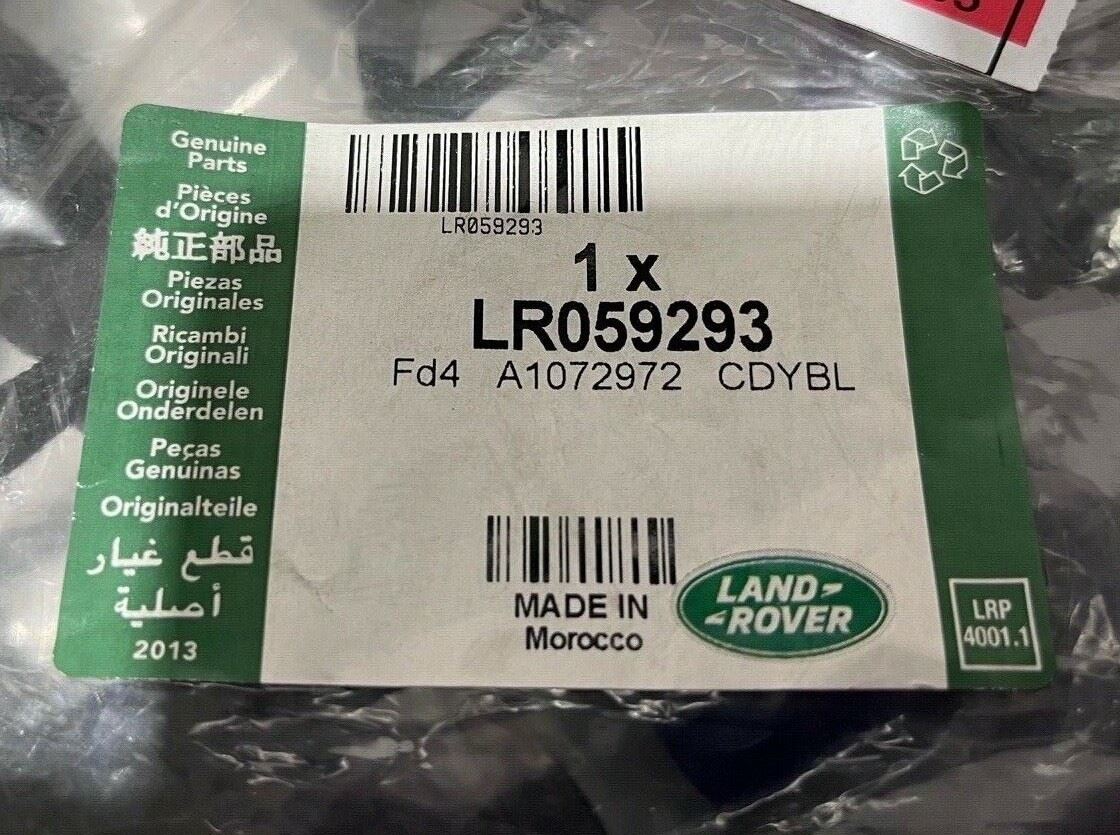 Genuine
Parts
Pièces
d'Origine
純正部品
Piezas
Originales
Ricambi
Originali
Originele
Onderdelen
Peças
Genuinas
Originalteile
قطع غيار
أصلية
2013
LR059293
1 x
LR059293
Fd4 A1072972 CDYBL
MADE IN
Morocco
LAND-
-ROVER
LRP
4001.1